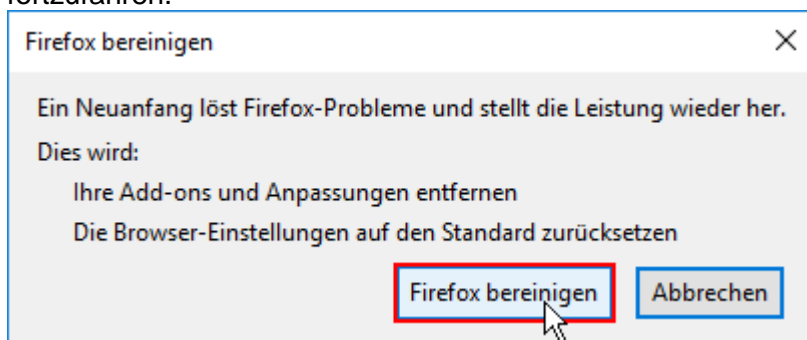 fortzufahren.
Firefox bereinigen
Ein Neuanfang löst Firefox-Probleme und stellt die Leistung wieder her.
Dies wird:
Ihre Add-ons und Anpassungen entfernen
Die Browser-Einstellungen auf den Standard zurücksetzen
Firefox bereinigen Abbrechen